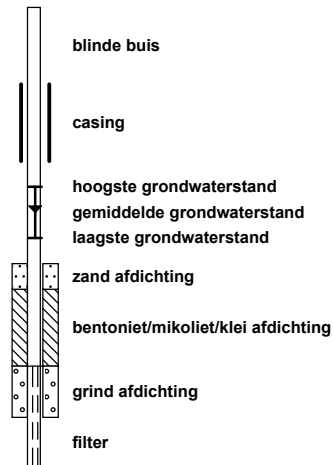 blinde buis
casing
hoogste grondwaterstand
gemiddelde grondwaterstand
laagste grondwaterstand
zand afdichting
bentoniet/mikoliet/klei afdichting
grind afdichting
filter